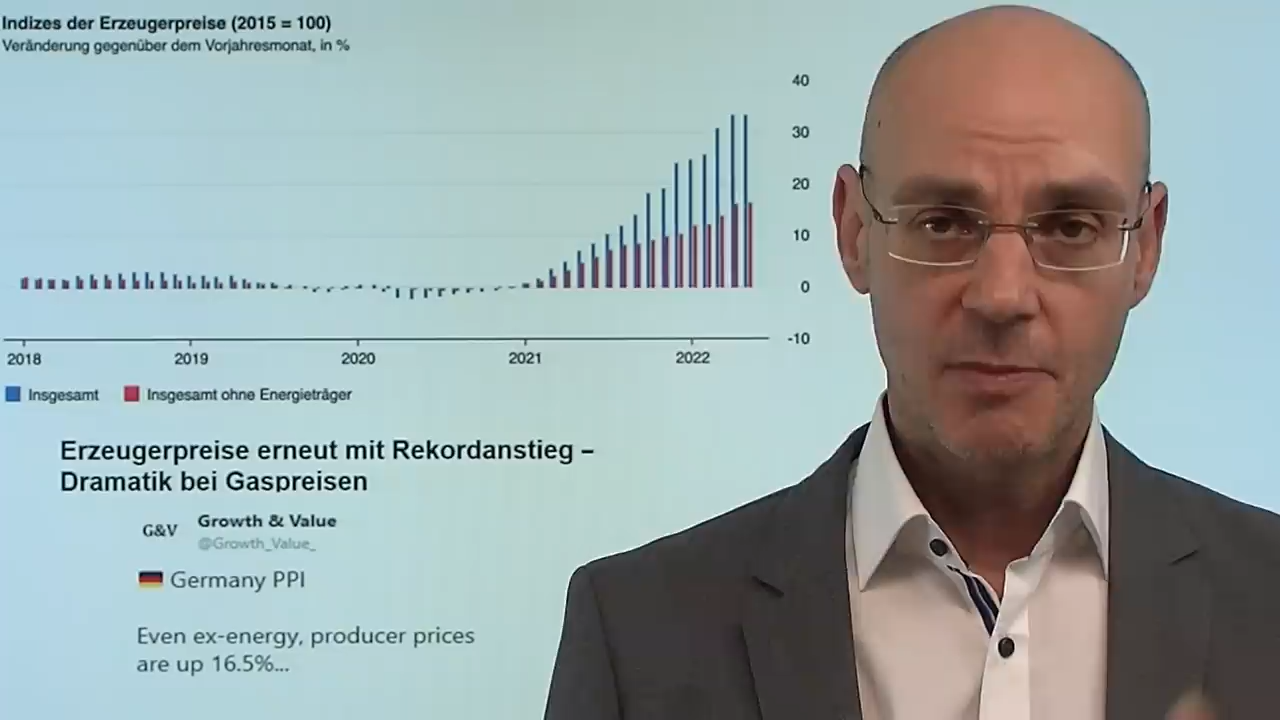 Indizes der Erzeugerpreise (2015 = 100)
Veränderung gegenüber dem Vorjahresmonat, in %
40
30
20
10
0
-10
2018 2019 2020 2021 2022
Insgesamt Insgesamt ohne Energieträger
Erzeugerpreise erneut mit Rekordanstieg –
Dramatik bei Gaspreisen
G&V Growth & Value
@Growth_Value_
Germany PPI
Even ex-energy, producer prices
are up 16.5%...